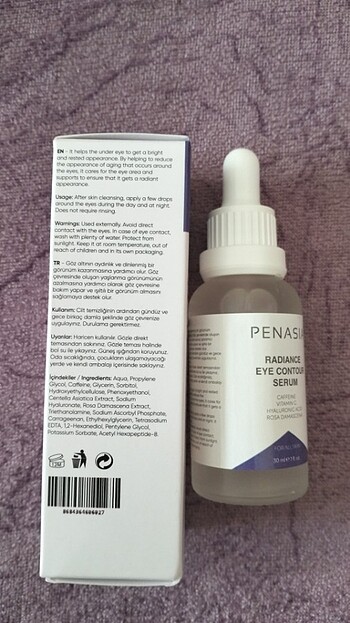 EN - It helps the under eye to get a bright
and rested appearance. By helping to reduce
the appearance of aging that occurs around
the eyes, it cares for the eye area and
supports to ensure that it gets a radiant
appearance.
Usage: After skin cleansing, apply a few drops
around the eyes during the day and at night.
Does not require rinsing.
Warnings: Used externally. Avoid direct
contact with the eyes. In case of eye contact,
wash with plenty of water. Protect from
sunlight. Keep it at room temperature, out of
reach of children and in its own packaging.
TR - Göz altının aydınlık ve dinlenmiş bir
görünüm kazanmasına yardımcı olur. Göz
çevresinde oluşan yaşlanma görünümünün
azalmasına yardımcı olarak göz çevresine
bakım yapar ve ışıltılı bir görünüm almasını
sağlamaya destek olur.
Kullanım: Cilt temizliğinin ardından gündüz ve
gece birkaç damla şeklinde göz çevrenize
uygulayınız. Durulama gerektirmez.
Uyarılar: Haricen kullanılır. Gözle direkt
temasından sakınınız. Gözle teması halinde
bol su ile yıkayınız. Güneş ışığından koruyunuz.
Oda sıcaklığında, çocukların ulaşamayacağı
yerde ve kendi ambalajı içerisinde saklayınız.
İçindekiler / Ingredients: Aqua, Propylene
Glycol, Caffeine, Glycerin, Sorbitol,
Hydroxyethylcellulose, Phenoxyethanol,
Centella Asiatica Extract, Sodium
Hyaluronate, Rosa Damascena Extract,
Triethanolamine, Sodium Ascorbyl Phosphate,
Carrageenan, Ethylhexylglycerin, Tetrasodium
EDTA, 1,2-Hexanediol, Pentylene Glycol,
Potassium Sorbate, Acetyl Hexapeptide-8.
12M
0604364606027
PENASIA
RADIANCE
EYE CONTOUR
SERUM
CAFFEINE
VITAMIN C
HYALURONIC ACID
ROSA DAMASCENA
30 ml